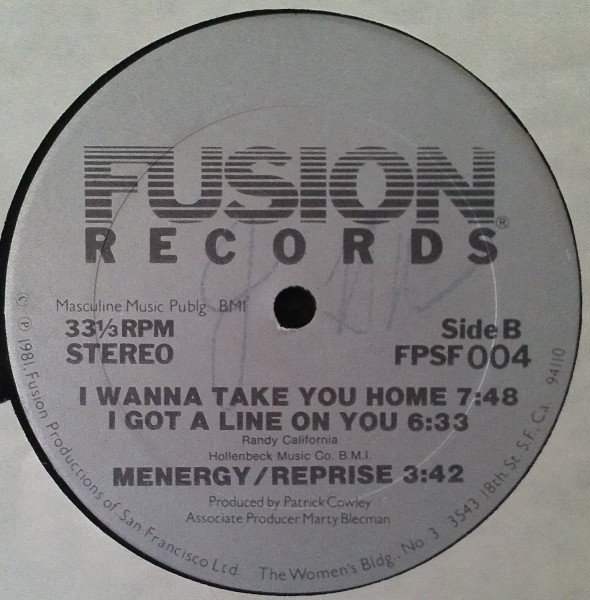 FUSION
RECORDS®
Masculine Music Publg BMI
33⅓ RPM
STEREO
Side B
FPSF 004
I WANNA TAKE YOU HOME 7:48
I GOT A LINE ON YOU 6:33
Randy California
Hollenbeck Music Co. B.M.I.
MENERGY/REPRISE 3:42
Produced by Patrick Cowley
Associate Producer Marty Blecman
© ℗ 1981, Fusion Productions of San Francisco Ltd. The Women's Bldg., No. 3 3543 18th St. S.F., Ca. 94110